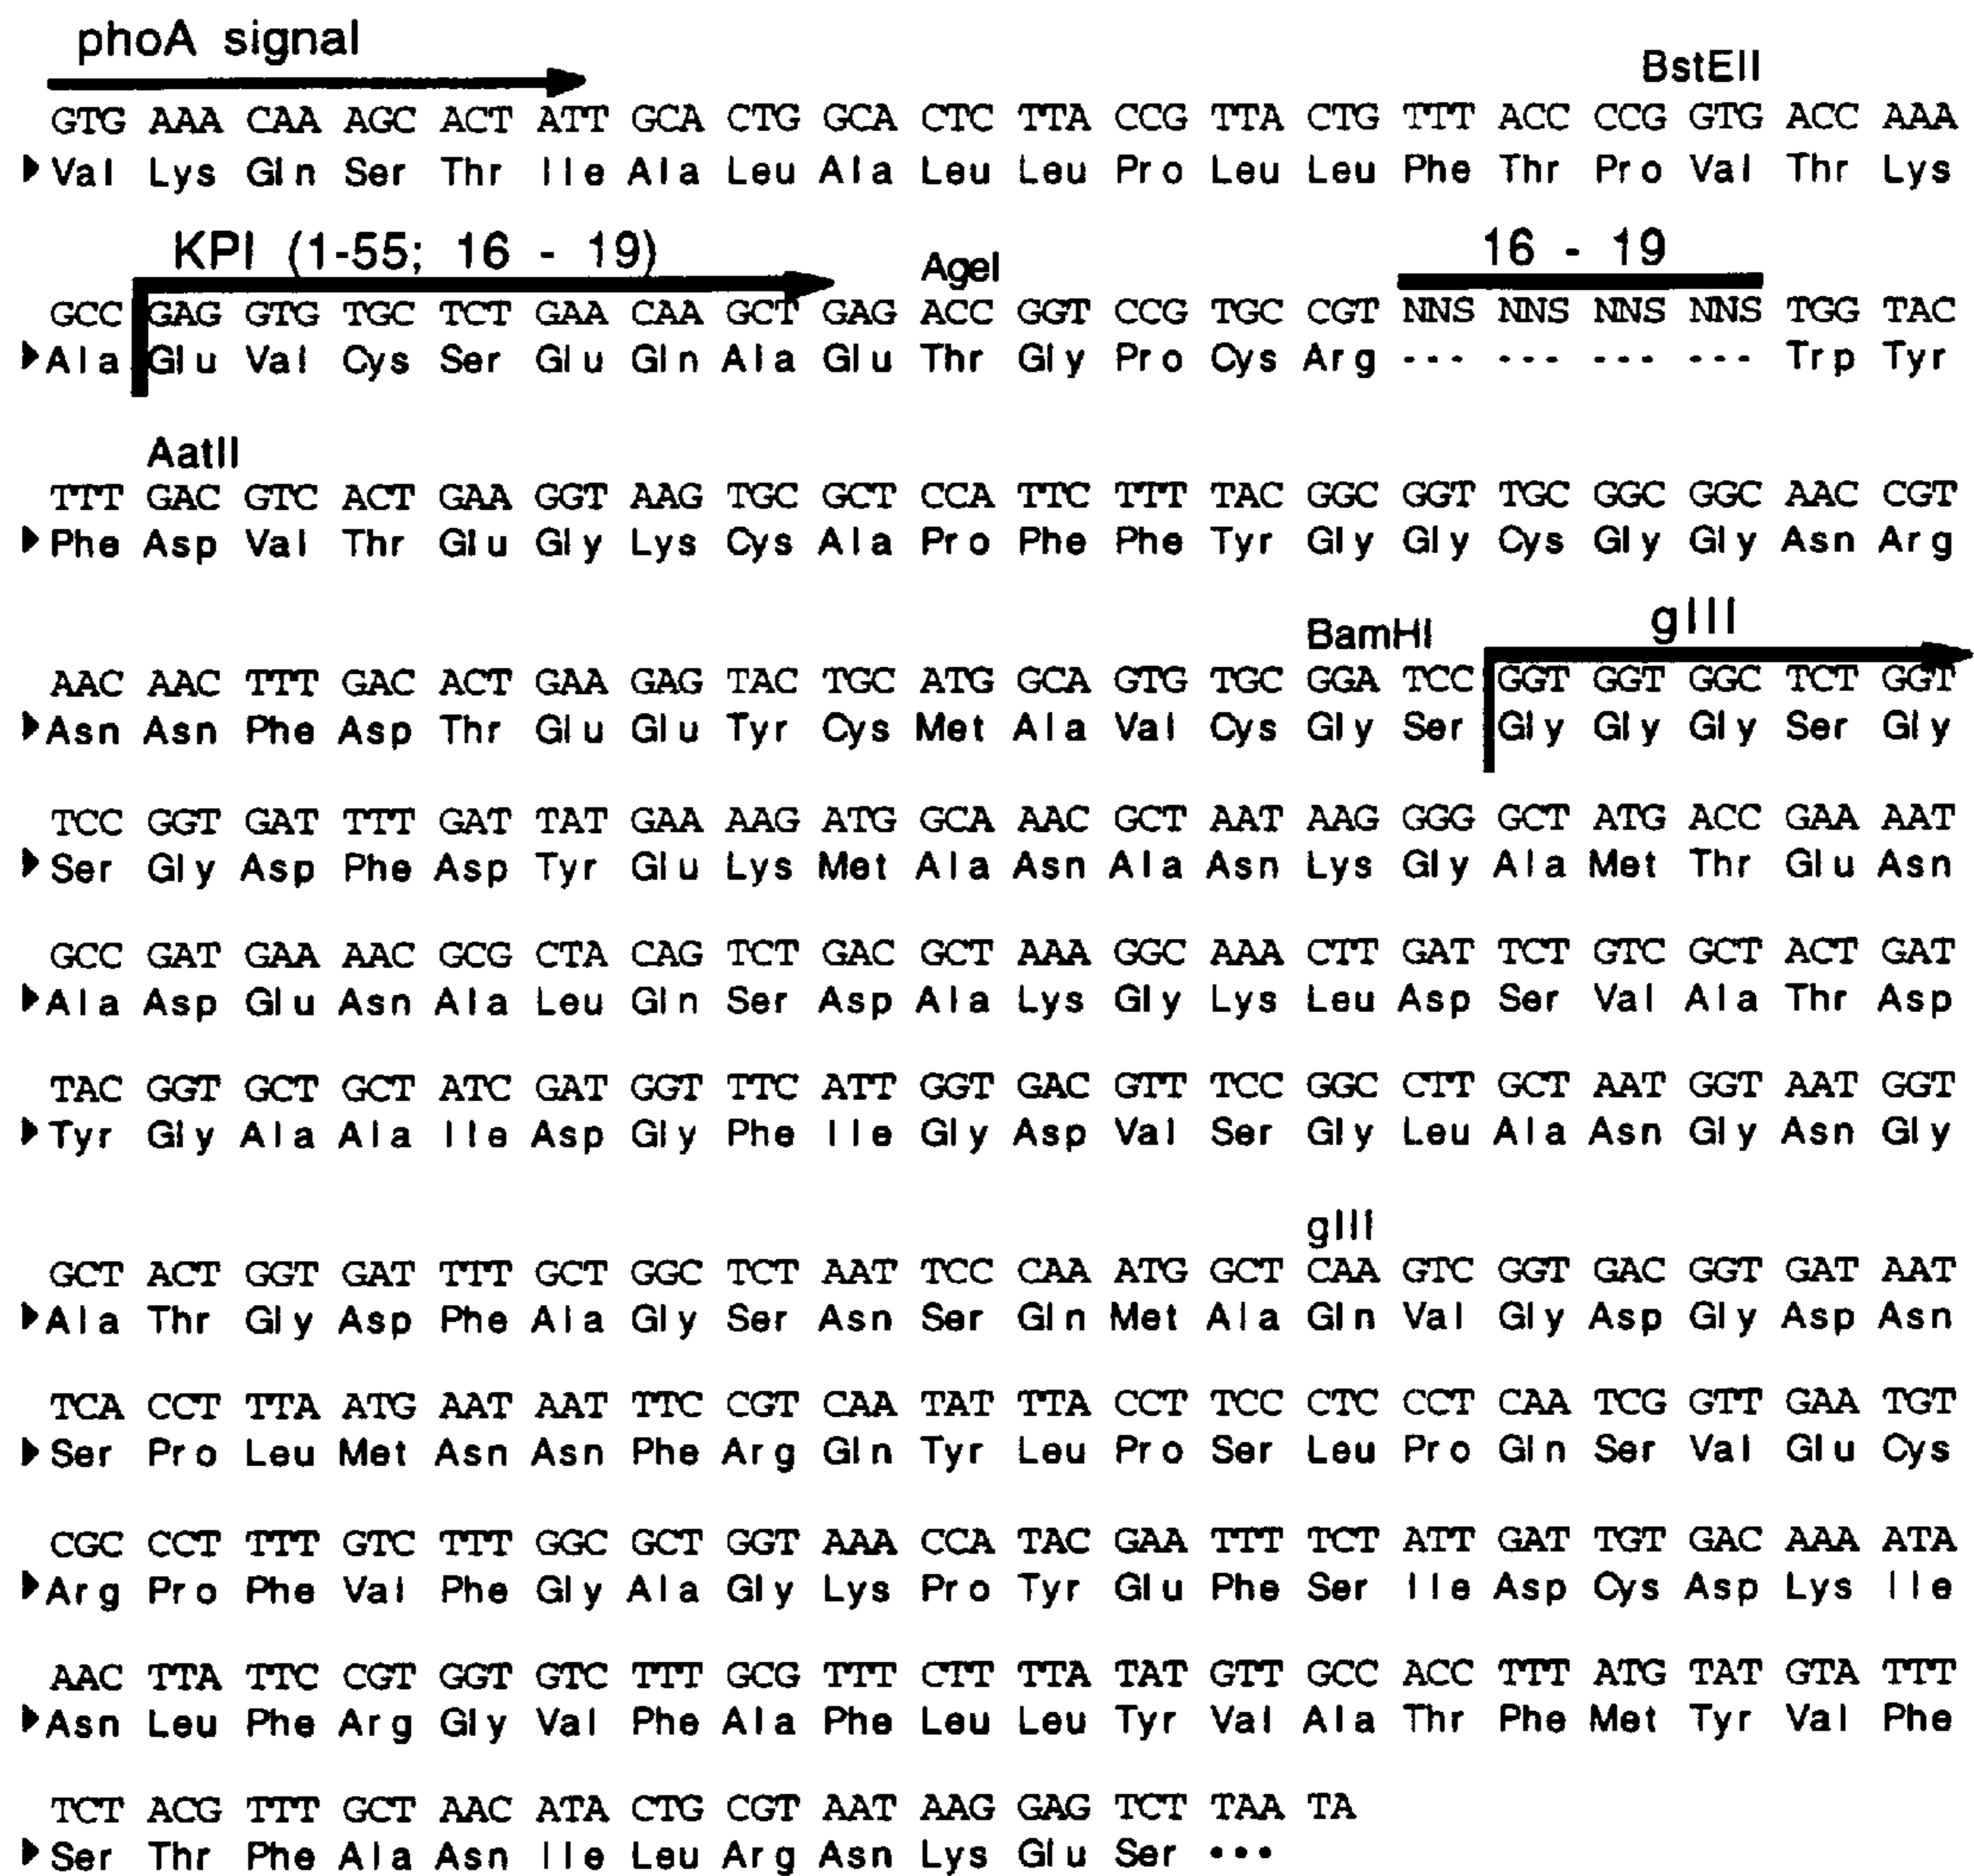 phoA signal
BstEII
GTG AAA CAA AGC ACT ATT GCA CTG GCA CTC TTA CCG TTA CTG TTT ACC CCG GTG ACC AAA
Val Lys Gln Ser Thr Ile Ala Leu Ala Leu Leu Pro Leu Leu Phe Thr Pro Val Thr Lys
KPI (1-55; 16 - 19)
AgeI
16 - 19
GCC GAG GTG TGC TCT GAA CAA GCT GAG ACC GGT CCG TGC CGT NNS NNS NNS NNS TGG TAC
Ala Glu Val Cys Ser Glu Gln Ala Glu Thr Gly Pro Cys Arg --- --- --- --- Trp Tyr
AatII
TTT GAC GTC ACT GAA GGT AAG TGC GCT CCA TTC TTT TAC GGC GGT TGC GGC GGC AAC CGT
Phe Asp Val Thr Glu Gly Lys Cys Ala Pro Phe Phe Tyr Gly Gly Cys Gly Gly Asn Arg
BamHI
gIII
AAC AAC TTT GAC ACT GAA GAG TAC TGC ATG GCA GTG TGC GGA TCC GGT GGT GGC TCT GGT
Asn Asn Phe Asp Thr Glu Glu Tyr Cys Met Ala Val Cys Gly Ser Gly Gly Gly Ser Gly
TCC GGT GAT TTT GAT TAT GAA AAG ATG GCA AAC GCT AAT AAG GGG GCT ATG ACC GAA AAT
Ser Gly Asp Phe Asp Tyr Glu Lys Met Ala Asn Ala Asn Lys Gly Ala Met Thr Glu Asn
GCC GAT GAA AAC GCG CTA CAG TCT GAC GCT AAA GGC AAA CTT GAT TCT GTC GCT ACT GAT
Ala Asp Glu Asn Ala Leu Gln Ser Asp Ala Lys Gly Lys Leu Asp Ser Val Ala Thr Asp
TAC GGT GCT GCT ATC GAT GGT TTC ATT GGT GAC GTT TCC GGC CTT GCT AAT GGT AAT GGT
Tyr Gly Ala Ala Ile Asp Gly Phe Ile Gly Asp Val Ser Gly Leu Ala Asn Gly Asn Gly
gIII
GCT ACT GGT GAT TTT GCT GGC TCT AAT TCC CAA ATG GCT CAA GTC GGT GAC GGT GAT AAT
Ala Thr Gly Asp Phe Ala Gly Ser Asn Ser Gln Met Ala Gln Val Gly Asp Gly Asp Asn
TCA CCT TTA ATG AAT AAT TTC CGT CAA TAT TTA CCT TCC CTC CCT CAA TCG GTT GAA TGT
Ser Pro Leu Met Asn Asn Phe Arg Gln Tyr Leu Pro Ser Leu Pro Gln Ser Val Glu Cys
CGC CCT TTT GTC TTT GGC GCT GGT AAA CCA TAC GAA TTT TCT ATT GAT TGT GAC AAA ATA
Arg Pro Phe Val Phe Gly Ala Gly Lys Pro Tyr Glu Phe Ser Ile Asp Cys Asp Lys Ile
AAC TTA TTC CGT GGT GTC TTT GCG TTT CTT TTA TAT GTT GCC ACC TTT ATG TAT GTA TTT
Asn Leu Phe Arg Gly Val Phe Ala Phe Leu Leu Tyr Val Ala Thr Phe Met Tyr Val Phe
TCT ACG TTT GCT AAC ATA CTG CGT AAT AAG GAG TCT TAA TA
Ser Thr Phe Ala Asn Ile Leu Arg Asn Lys Glu Ser •••